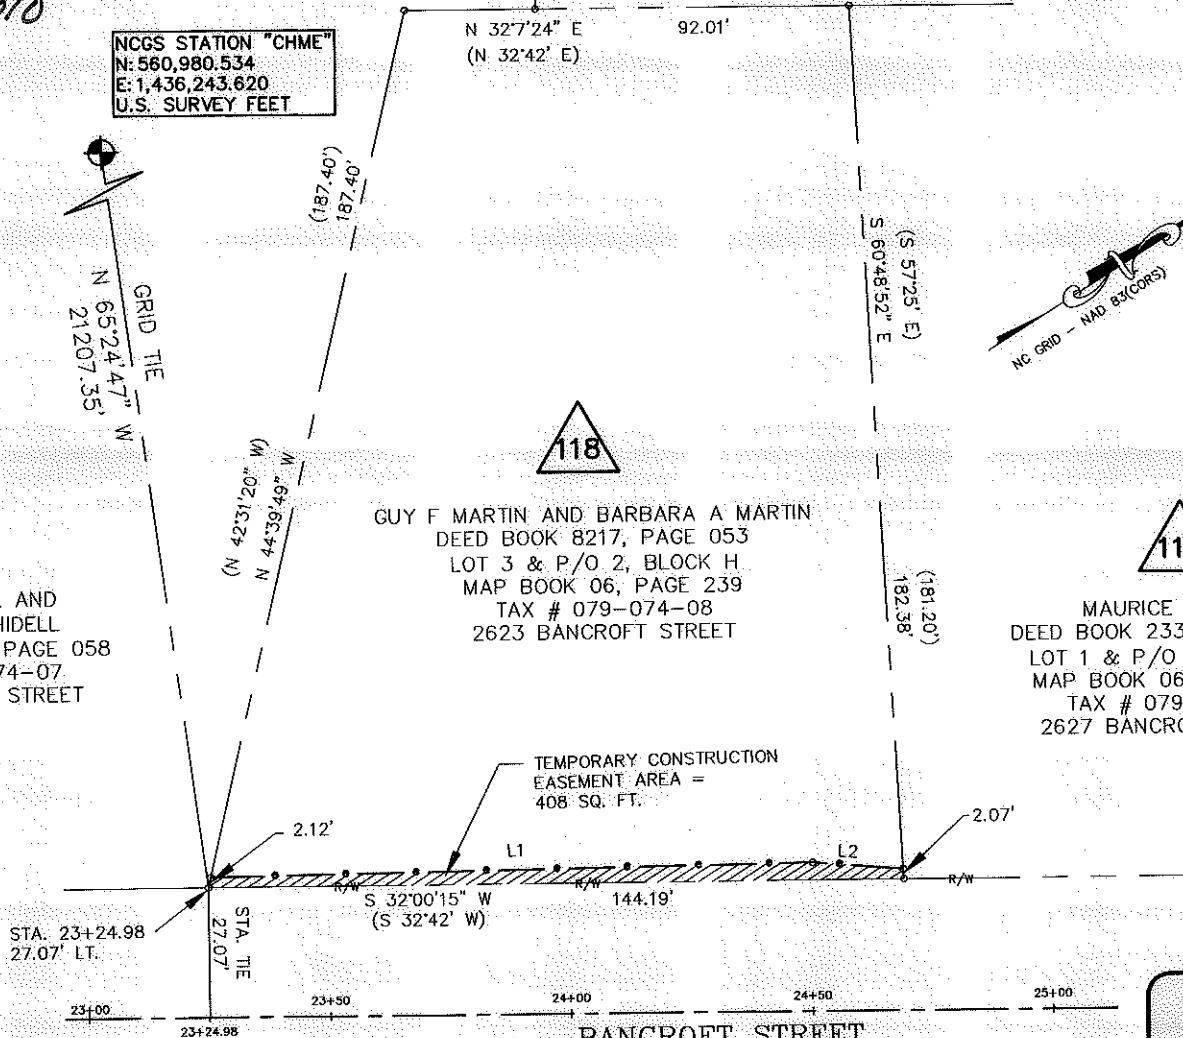 N 32°7'24" E
92.01'
(N 32°42' E)
NCGS STATION "CHME"
N: 560,980.534
E: 1,436,243.620
U.S. SURVEY FEET
(187.40')
187.40'
(S 57°25' E)
S 60°48'52" E
N
NC GRID - NAD 83(CORS)
GRID TIE
N 65°24'47" W
21207.35'
(N 42°31'20" W)
N 44°39'49" W
118
GUY F MARTIN AND BARBARA A MARTIN
DEED BOOK 8217, PAGE 053
LOT 3 & P/O 2, BLOCK H
MAP BOOK 06, PAGE 239
TAX # 079-074-08
2623 BANCROFT STREET
(181.20')
182.38'
AND
HIDELL
PAGE 058
74-07
STREET
11
MAURICE
DEED BOOK 233
LOT 1 & P/O
MAP BOOK 06
TAX # 079
2627 BANCRO
TEMPORARY CONSTRUCTION
EASEMENT AREA =
408 SQ. FT.
2.12'
L1
L2
2.07'
R/W
R/W
R/W
S 32°00'15" W
144.19'
(S 32°42' W)
STA. 23+24.98
27.07' LT.
STA. TIE
27.07'
23+00
23+50
24+00
24+50
25+00
23+24.98
BANCROFT STREET